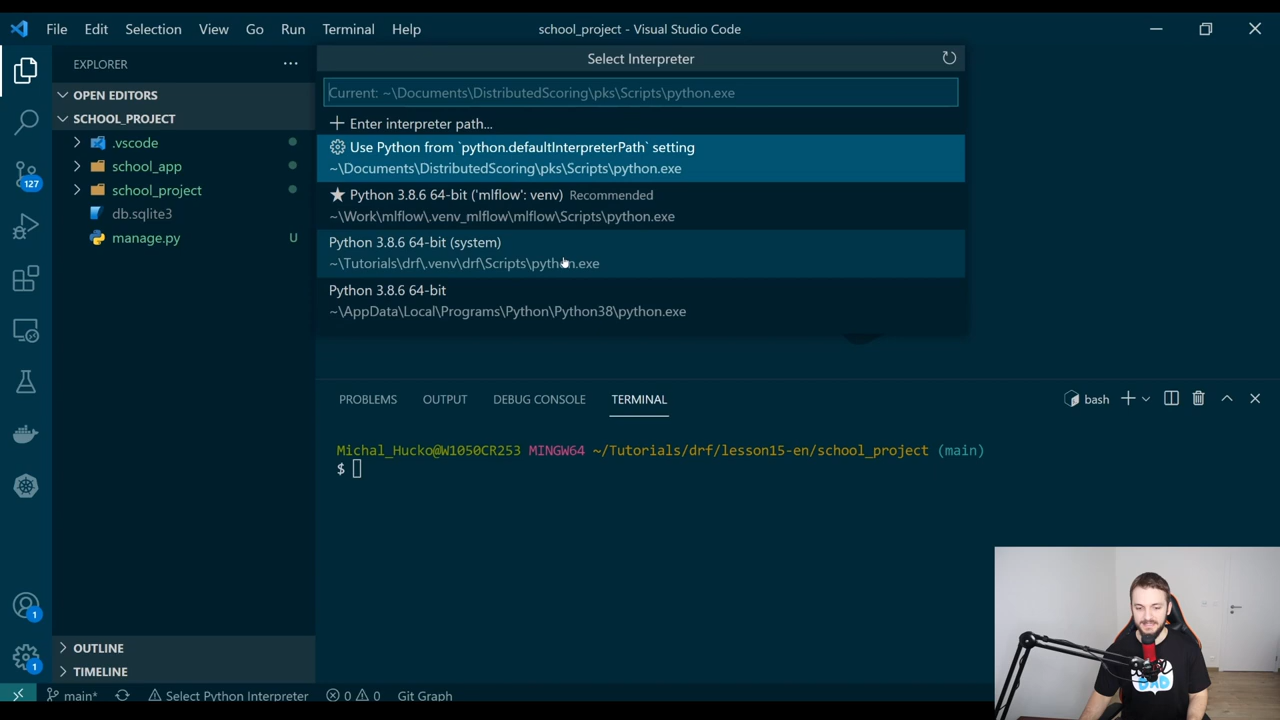 File Edit Selection View Go Run Terminal Help
school_project - Visual Studio Code
EXPLORER
Select Interpreter
Current: ~\Documents\DistributedScoring\pks\Scripts\python.exe
OPEN EDITORS
SCHOOL_PROJECT
.vscode
school_app
school_project
db.sqlite3
manage.py U
Enter interpreter path...
Use Python from `python.defaultInterpreterPath` setting
~\Documents\DistributedScoring\pks\Scripts\python.exe
Python 3.8.6 64-bit ('mlflow': venv) Recommended
~\Work\mlflow\.venv_mlflow\mlflow\Scripts\python.exe
Python 3.8.6 64-bit (system)
~\Tutorials\drf\.venv\drf\Scripts\python.exe
Python 3.8.6 64-bit
~\AppData\Local\Programs\Python\Python38\python.exe
127
PROBLEMS OUTPUT DEBUG CONSOLE TERMINAL
bash
Michal_Hucko@W1050CR253 MINGW64 ~/Tutorials/drf/lesson15-en/school_project (main)
$
1
1
OUTLINE
TIMELINE
main* Select Python Interpreter 0 0 Git Graph
DAD